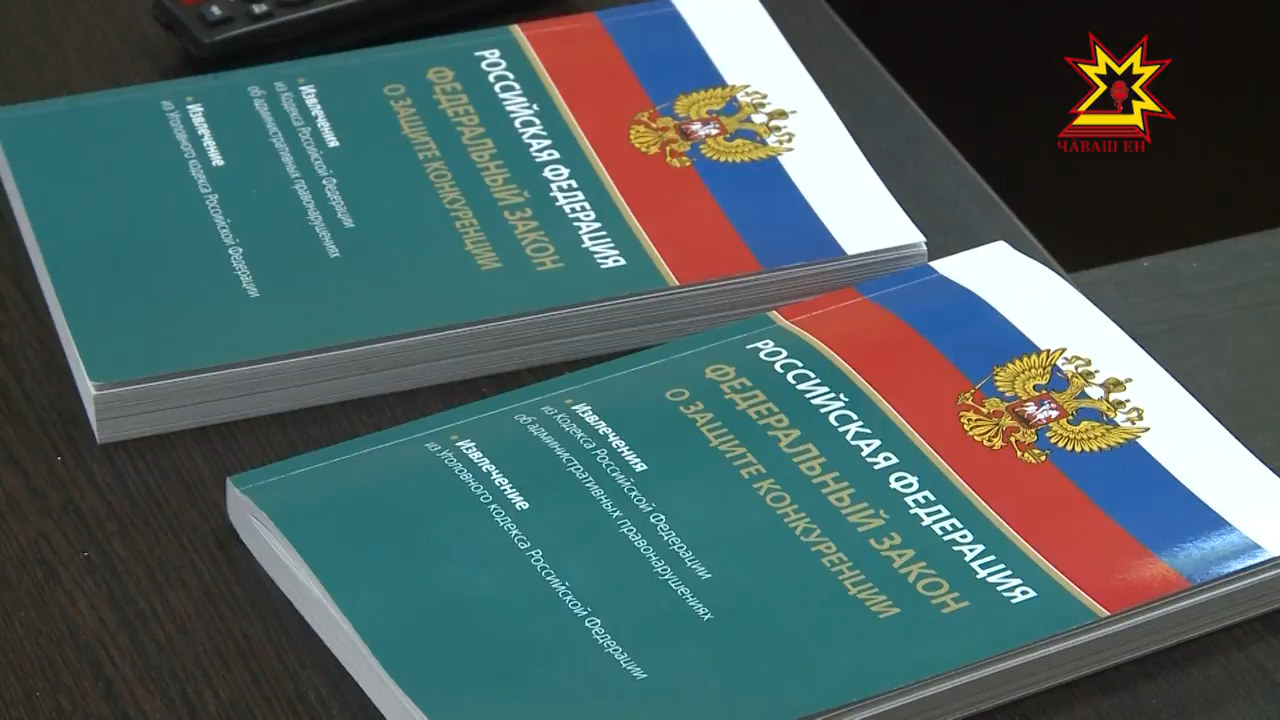 РОССИЙСКАЯ ФЕДЕРАЦИЯ
ФЕДЕРАЛЬНЫЙ ЗАКОН
О ЗАЩИТЕ КОНКУРЕНЦИИ
• Извлечения
из Кодекса Российской Федерации
об административных правонарушениях
• Извлечение
из Уголовного кодекса Российской Федерации
РОССИЙСКАЯ ФЕДЕРАЦИЯ
ФЕДЕРАЛЬНЫЙ ЗАКОН
О ЗАЩИТЕ КОНКУРЕНЦИИ
• Извлечения
из Кодекса Российской Федерации
об административных правонарушениях
• Извлечение
из Уголовного кодекса Российской Федерации
ЧӐВАШ ЕН